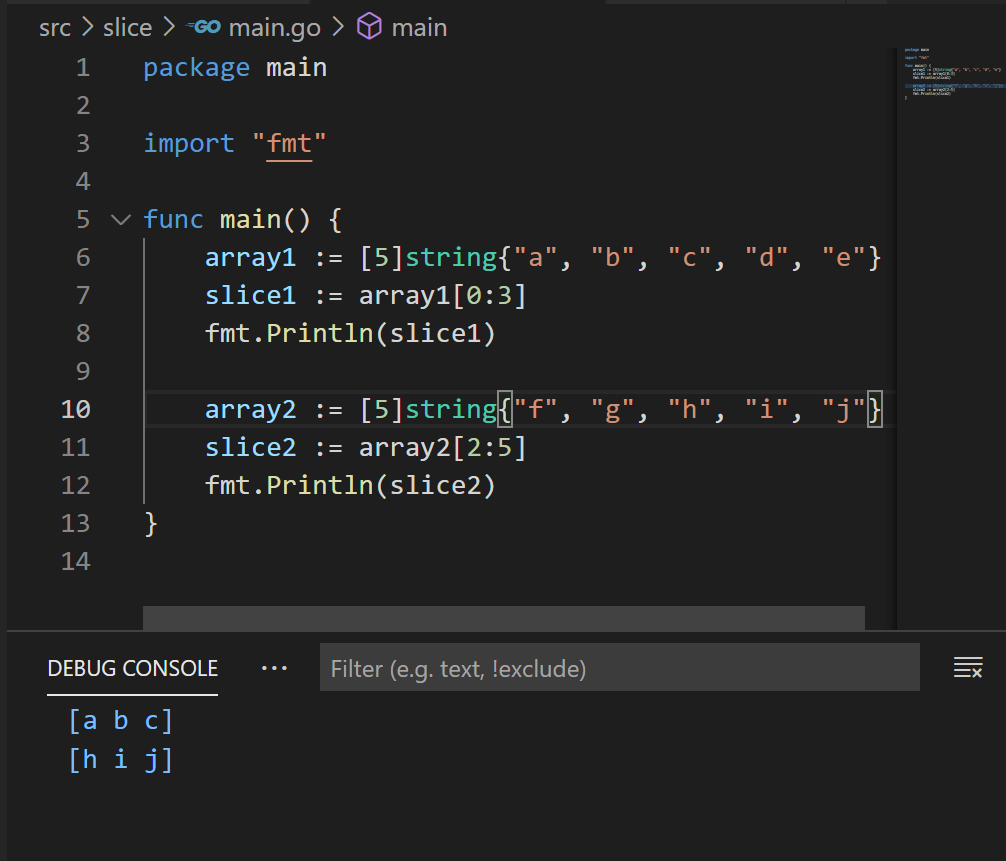 src > slice > GO main.go > main
1 package main
2
3 import "fmt"
4
5 func main() {
6     array1 := [5]string{"a", "b", "c", "d", "e"}
7     slice1 := array1[0:3]
8     fmt.Println(slice1)
9
10     array2 := [5]string{"f", "g", "h", "i", "j"}
11     slice2 := array2[2:5]
12     fmt.Println(slice2)
13 }
14
DEBUG CONSOLE ··· Filter (e.g. text, !exclude)
[a b c]
[h i j]